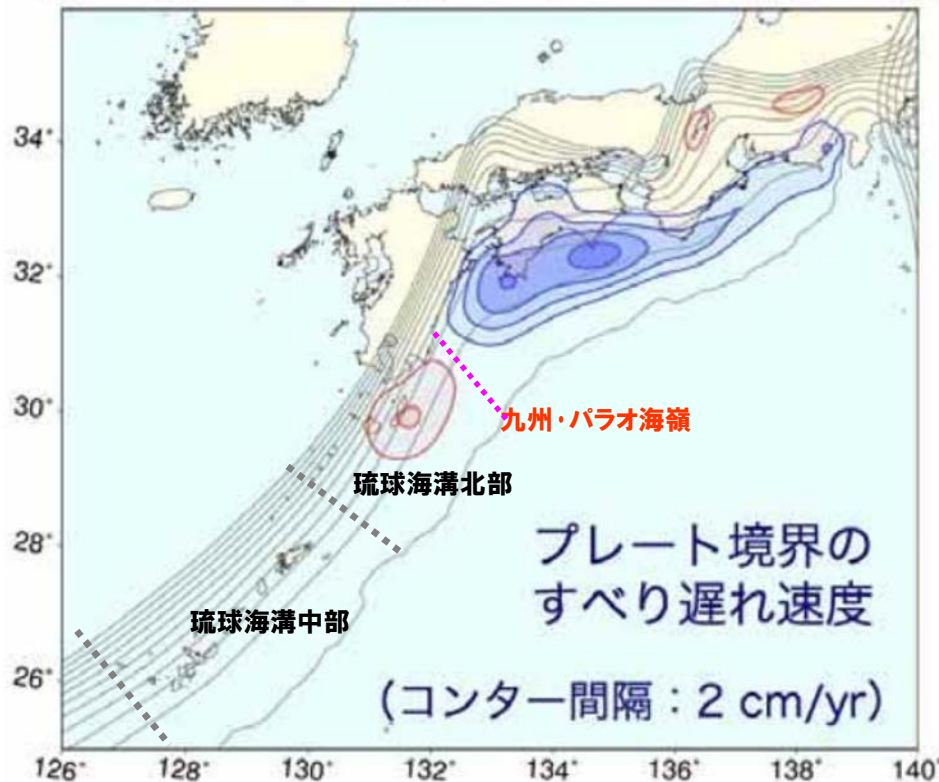 34°
32°
30°
九州・パラオ海嶺
琉球海溝北部
28°
プレート境界の
すべり遅れ速度
琉球海溝中部
26°
(コンター間隔：2 cm/yr)
126° 128° 130° 132° 134° 136° 138° 140°